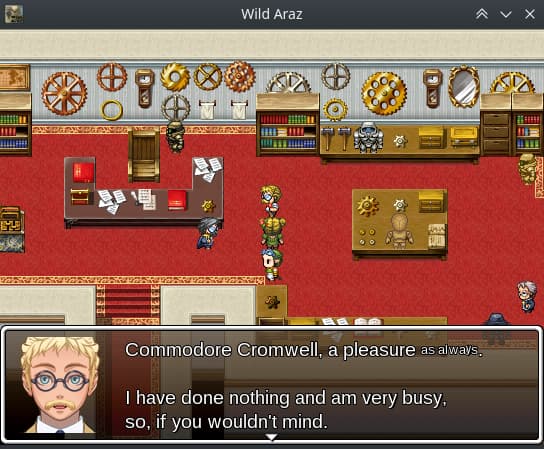 Wild Araz
Commodore Cromwell, a pleasure as always.
I have done nothing and am very busy,
so, if you wouldn't mind.